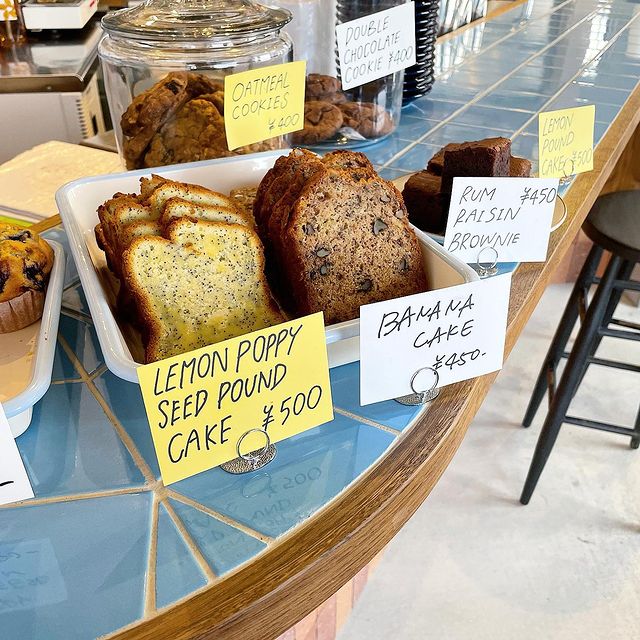 DOUBLE
CHOCOLATE
COOKIE ¥400
OATMEAL
COOKIES
¥400
LEMON
POUND
CAKE ¥500
RUM ¥450
RAISIN
BROWNIE
BANANA
CAKE
¥450.-
LEMON POPPY
SEED POUND
CAKE ¥500